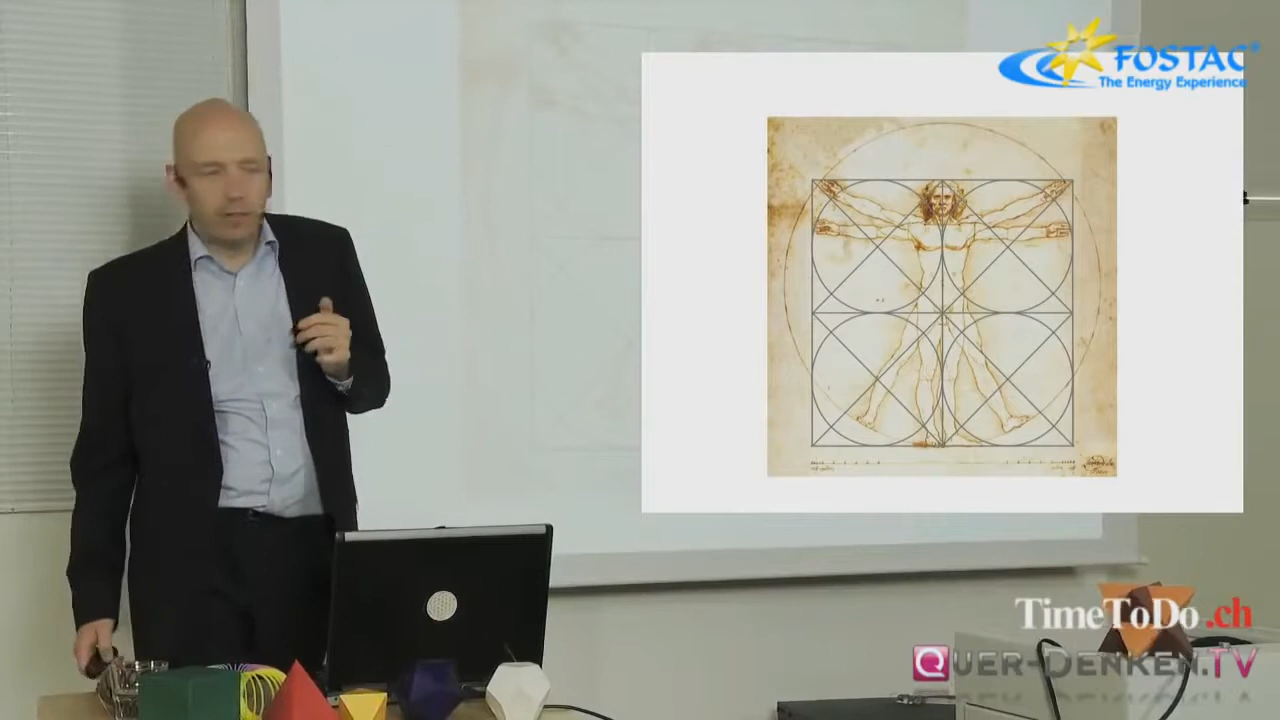 FOSTAC®
The Energy Experience
TimeToDo.ch
QUER-DENKEN.TV